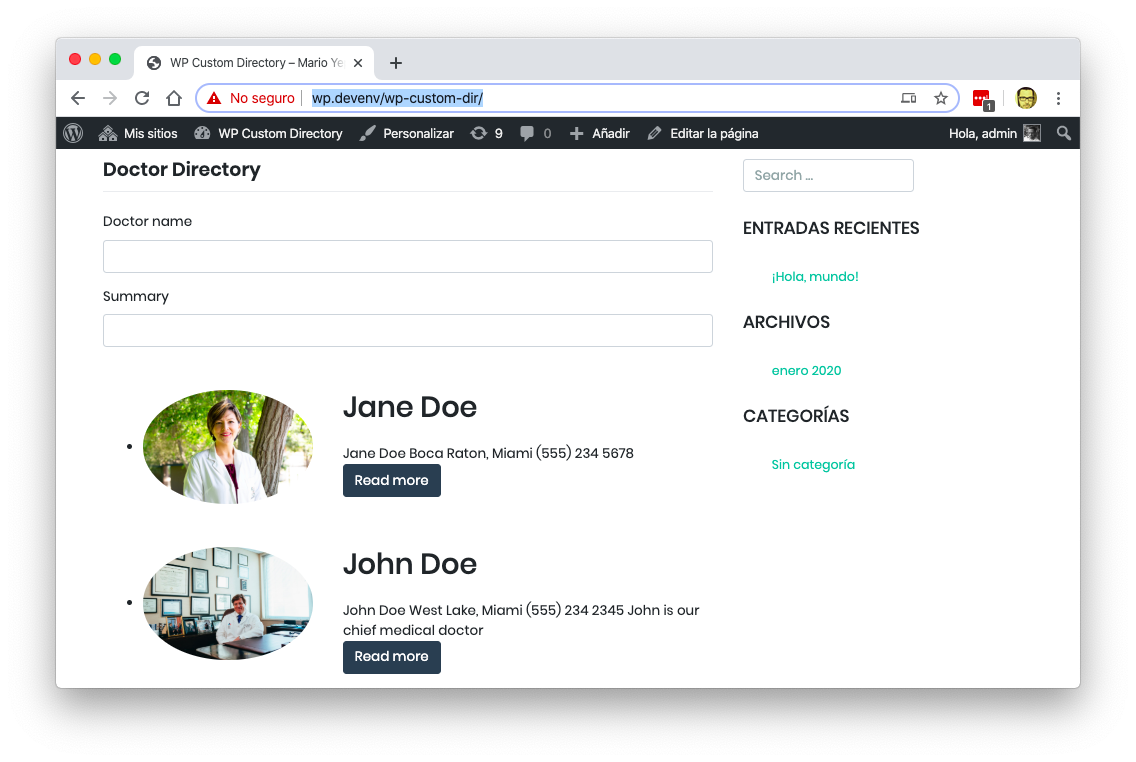 WP Custom Directory – Mario Ye
No seguro
wp.devenv/wp-custom-dir/
1
Mis sitios
WP Custom Directory
Personalizar
9
0
Añadir
Editar la página
Hola, admin
Doctor Directory
Doctor name
Summary
Jane Doe
Jane Doe Boca Raton, Miami (555) 234 5678
Read more
John Doe
John Doe West Lake, Miami (555) 234 2345 John is our
chief medical doctor
Read more
Search ...
ENTRADAS RECIENTES
¡Hola, mundo!
ARCHIVOS
enero 2020
CATEGORÍAS
Sin categoría